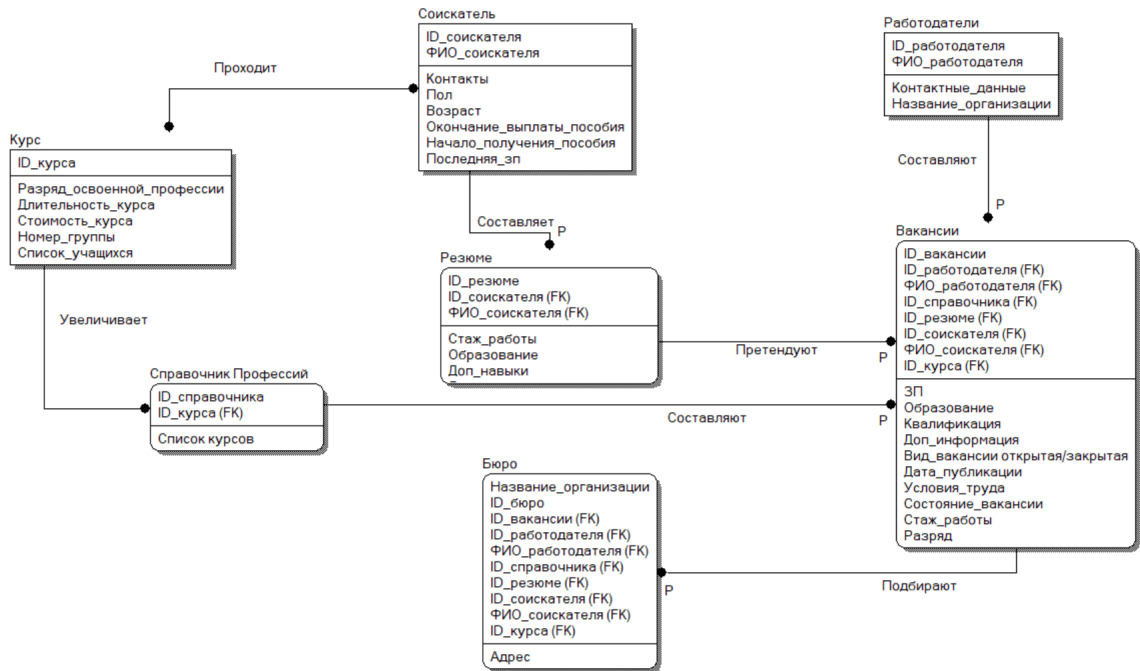 Соискатель
ID_соискателя
ФИО_соискателя
Контакты
Пол
Возраст
Окончание_выплаты_пособия
Начало_получения_пособия
Последняя_зп
Работодатели
ID_работодателя
ФИО_работодателя
Контактные_данные
Название_организации
Проходит
Курс
ID_курса
Разряд_освоенной_профессии
Длительность_курса
Стоимость_курса
Номер_группы
Список_учащихся
Составляет
P
Составляют
P
Резюме
ID_резюме
ID_соискателя (FK)
ФИО_соискателя (FK)
Стаж_работы
Образование
Доп_навыки
Вакансии
ID_вакансии
ID_работодателя (FK)
ФИО_работодателя (FK)
ID_справочника (FK)
ID_резюме (FK)
ID_соискателя (FK)
ФИО_соискателя (FK)
ID_курса (FK)
ЗП
Образование
Квалификация
Доп_информация
Вид_вакансии открытая/закрытая
Дата_публикации
Условия_труда
Состояние_вакансии
Стаж_работы
Разряд
Увеличивает
Претендуют
P
Справочник Профессий
ID_справочника
ID_курса (FK)
Список курсов
Составляют
P
Бюро
Название_организации
ID_бюро
ID_вакансии (FK)
ID_работодателя (FK)
ФИО_работодателя (FK)
ID_справочника (FK)
ID_резюме (FK)
ID_соискателя (FK)
ФИО_соискателя (FK)
ID_курса (FK)
Адрес
Подбирают
P